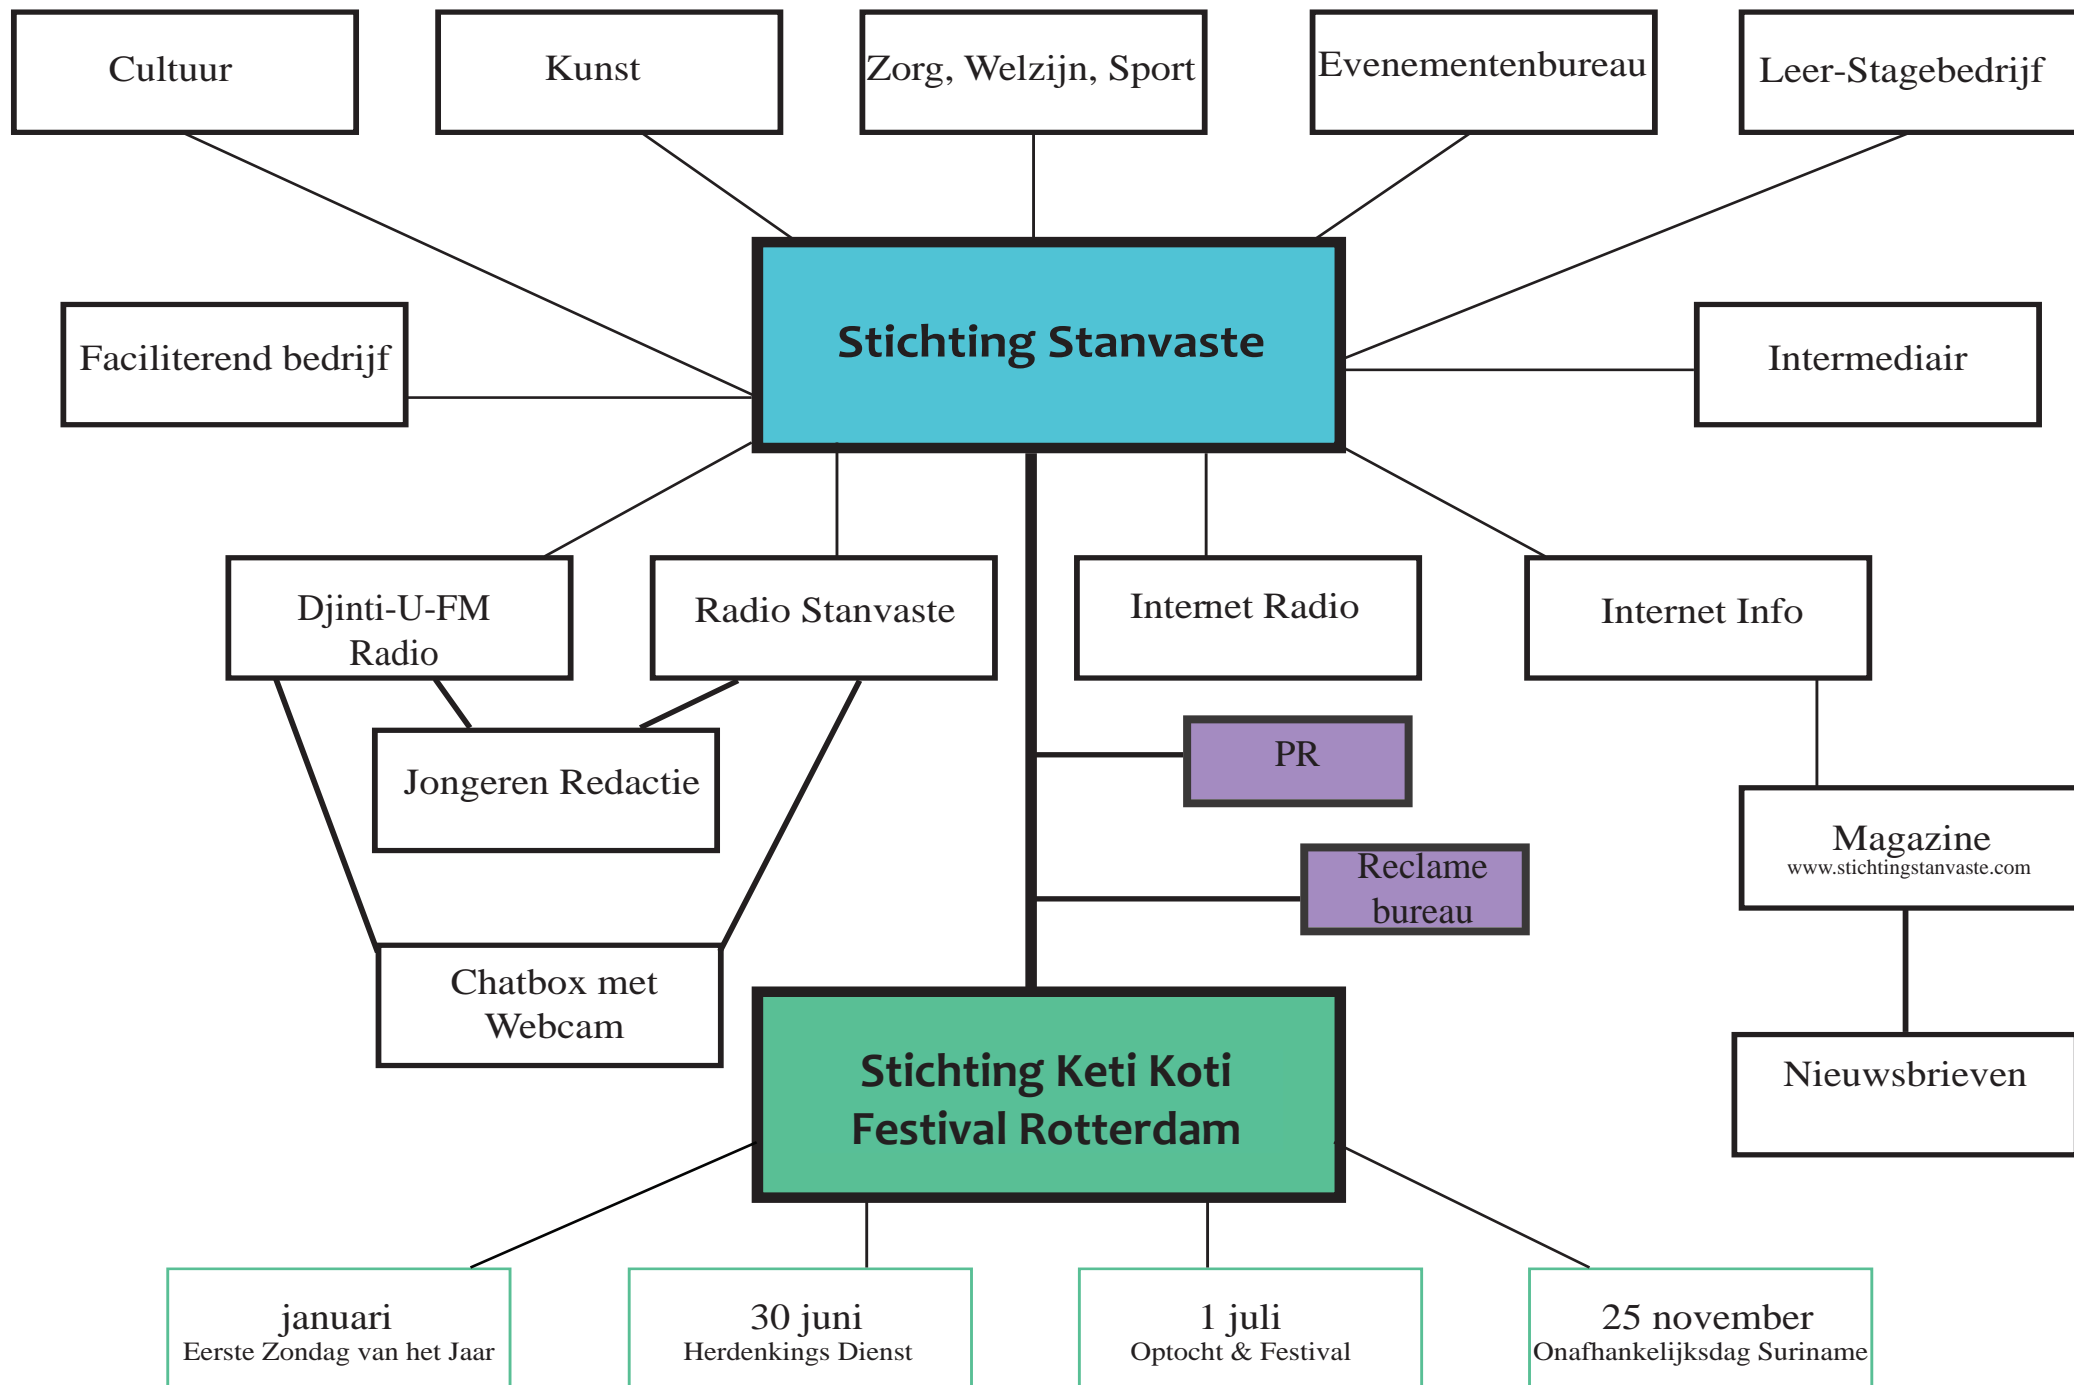 Cultuur
Kunst
Zorg, Welzijn, Sport
Evenementenbureau
Leer-Stagebedrijf
Stichting Stanvaste
Faciliterend bedrijf
Intermediair
Djinti-U-FM
Radio
Radio Stanvaste
Internet Radio
Internet Info
Jongeren Redactie
PR
Reclame
bureau
Magazine
www.stichtingstanvaste.com
Chatbox met
Webcam
Stichting Keti Koti
Festival Rotterdam
Nieuwsbrieven
januari
Eerste Zondag van het Jaar
30 juni
Herdenkings Dienst
1 juli
Optocht & Festival
25 november
Onafhankelijksdag Suriname